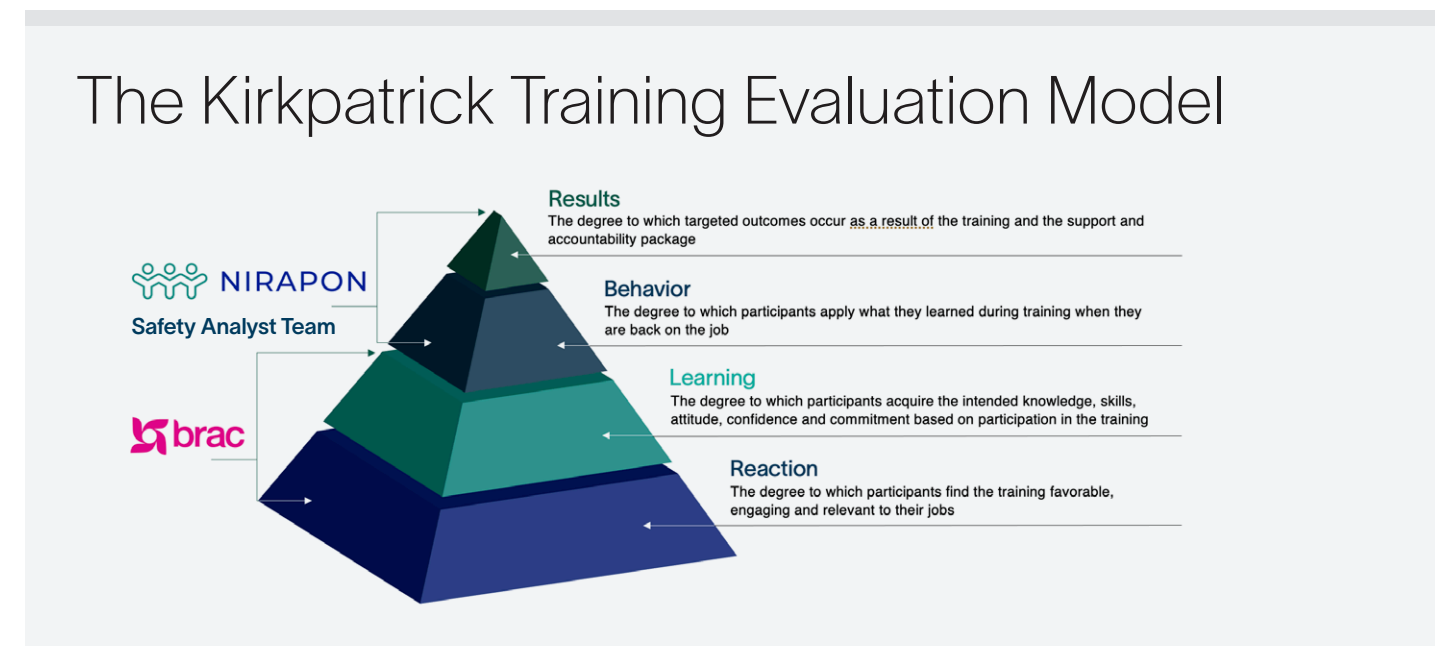 The Kirkpatrick Training Evaluation Model
Results
The degree to which targeted outcomes occur as a result of the training and the support and
accountability package
NIRAPON
Safety Analyst Team
Behavior
The degree to which participants apply what they learned during training when they
are back on the job
Learning
The degree to which participants acquire the intended knowledge, skills,
attitude, confidence and commitment based on participation in the training
brac
Reaction
The degree to which participants find the training favorable,
engaging and relevant to their jobs